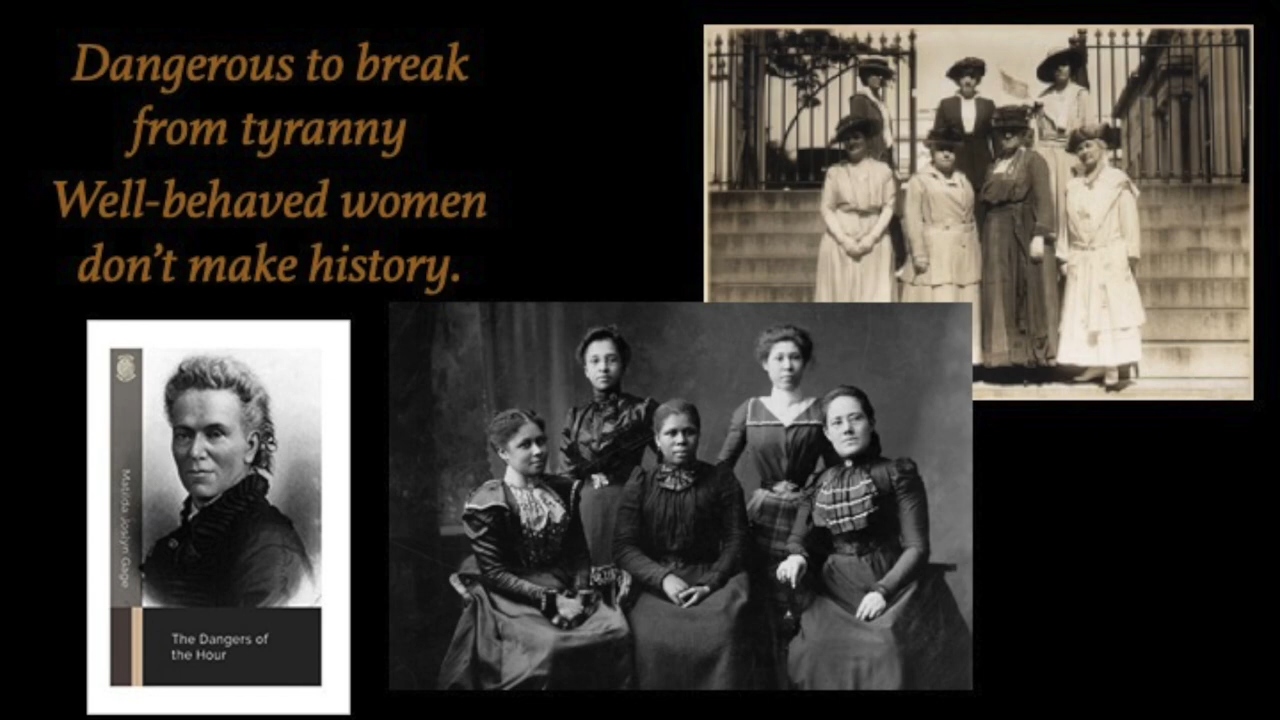 Dangerous to break
from tyranny
Well-behaved women
don’t make history.
Matilda Joslyn Gage
The Dangers of
the Hour